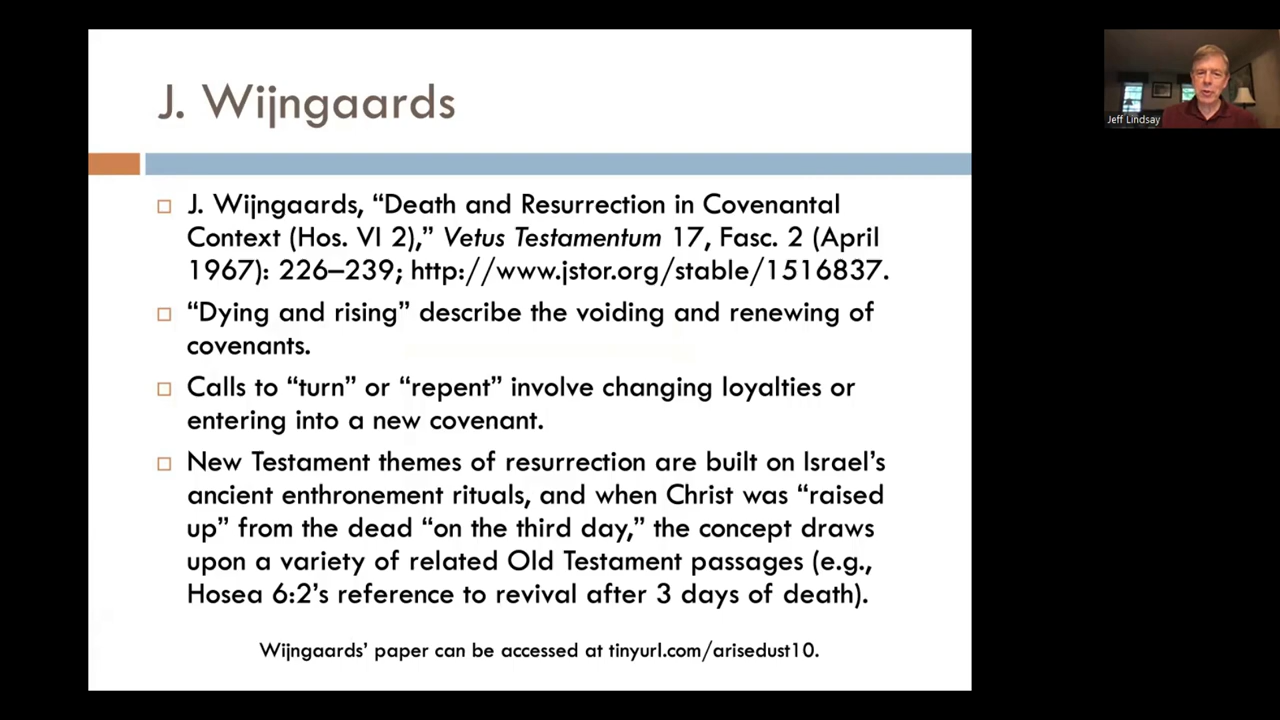 J. Wijngaards
J. Wijngaards, “Death and Resurrection in Covenantal
Context (Hos. VI 2),” Vetus Testamentum 17, Fasc. 2 (April
1967): 226–239; http://www.jstor.org/stable/1516837.
“Dying and rising” describe the voiding and renewing of
covenants.
Calls to “turn” or “repent” involve changing loyalties or
entering into a new covenant.
New Testament themes of resurrection are built on Israel’s
ancient enthronement rituals, and when Christ was “raised
up” from the dead “on the third day,” the concept draws
upon a variety of related Old Testament passages (e.g.,
Hosea 6:2’s reference to revival after 3 days of death).
Wijngaards’ paper can be accessed at tinyurl.com/arisedust10.
Jeff Lindsay